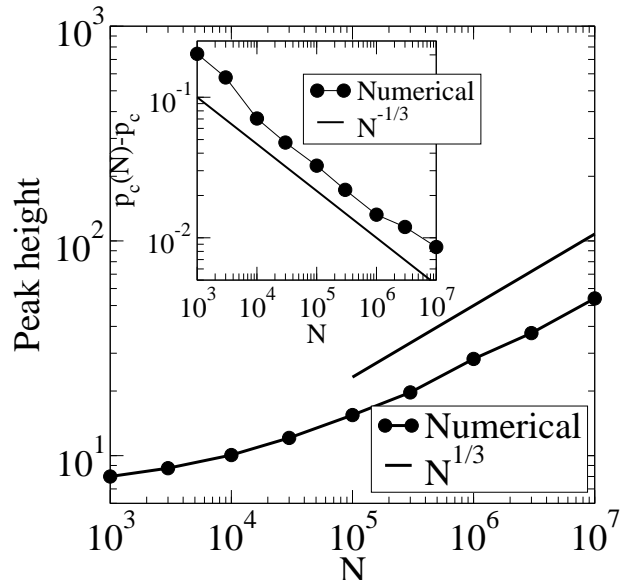 10^3
10^2
10^1
Peak height
10^3 10^4 10^5 10^6 10^7
N
Numerical
N^{1/3}
10^{-1}
10^{-2}
p_c(N)-p_c
10^3 10^4 10^5 10^6 10^7
N
Numerical
N^{-1/3}